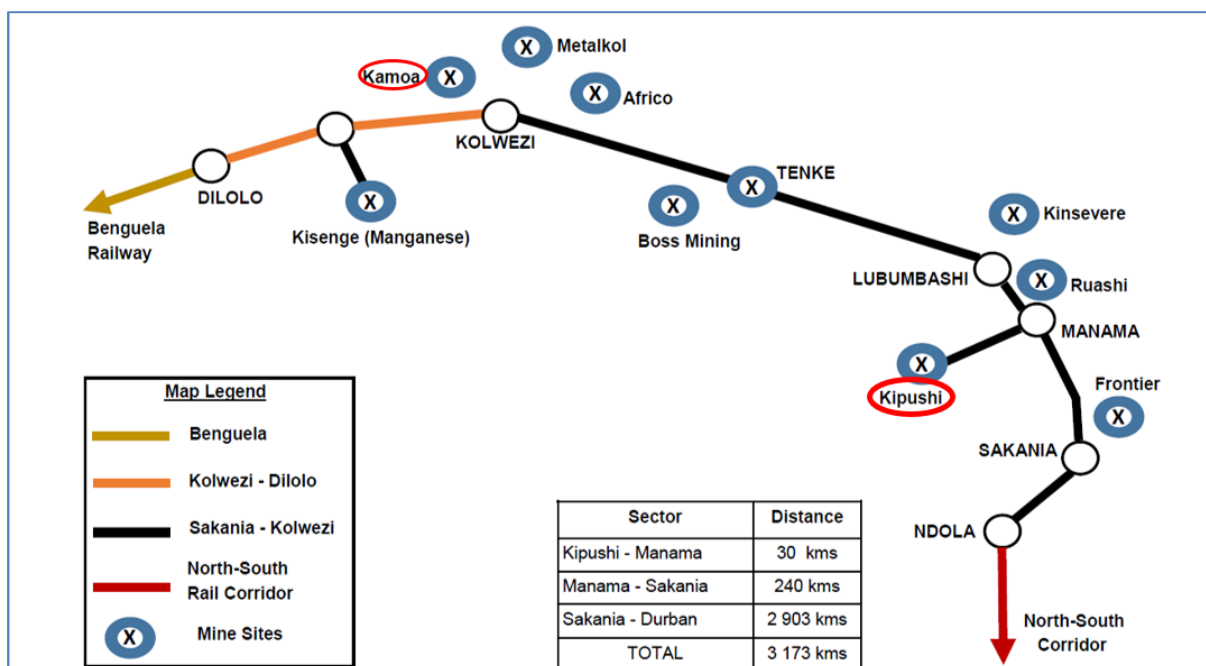 Metalkol
Kamoa
Africo
KOLWEZI
TENKE
DILOLO
Kinsevere
Benguela
Railway
Kisenge (Manganese)
Boss Mining
LUBUMBASHI
Ruashi
MANAMA
Kipushi
Frontier
SAKANIA
NDOLA
North-South
Corridor
Map Legend
Benguela
Kolwezi - Dilolo
Sakania - Kolwezi
North-South
Rail Corridor
X Mine Sites
Sector Distance
Kipushi - Manama 30 kms
Manama - Sakania 240 kms
Sakania - Durban 2 903 kms
TOTAL 3 173 kms
X
X
X
X
X
X
X
X
X
X